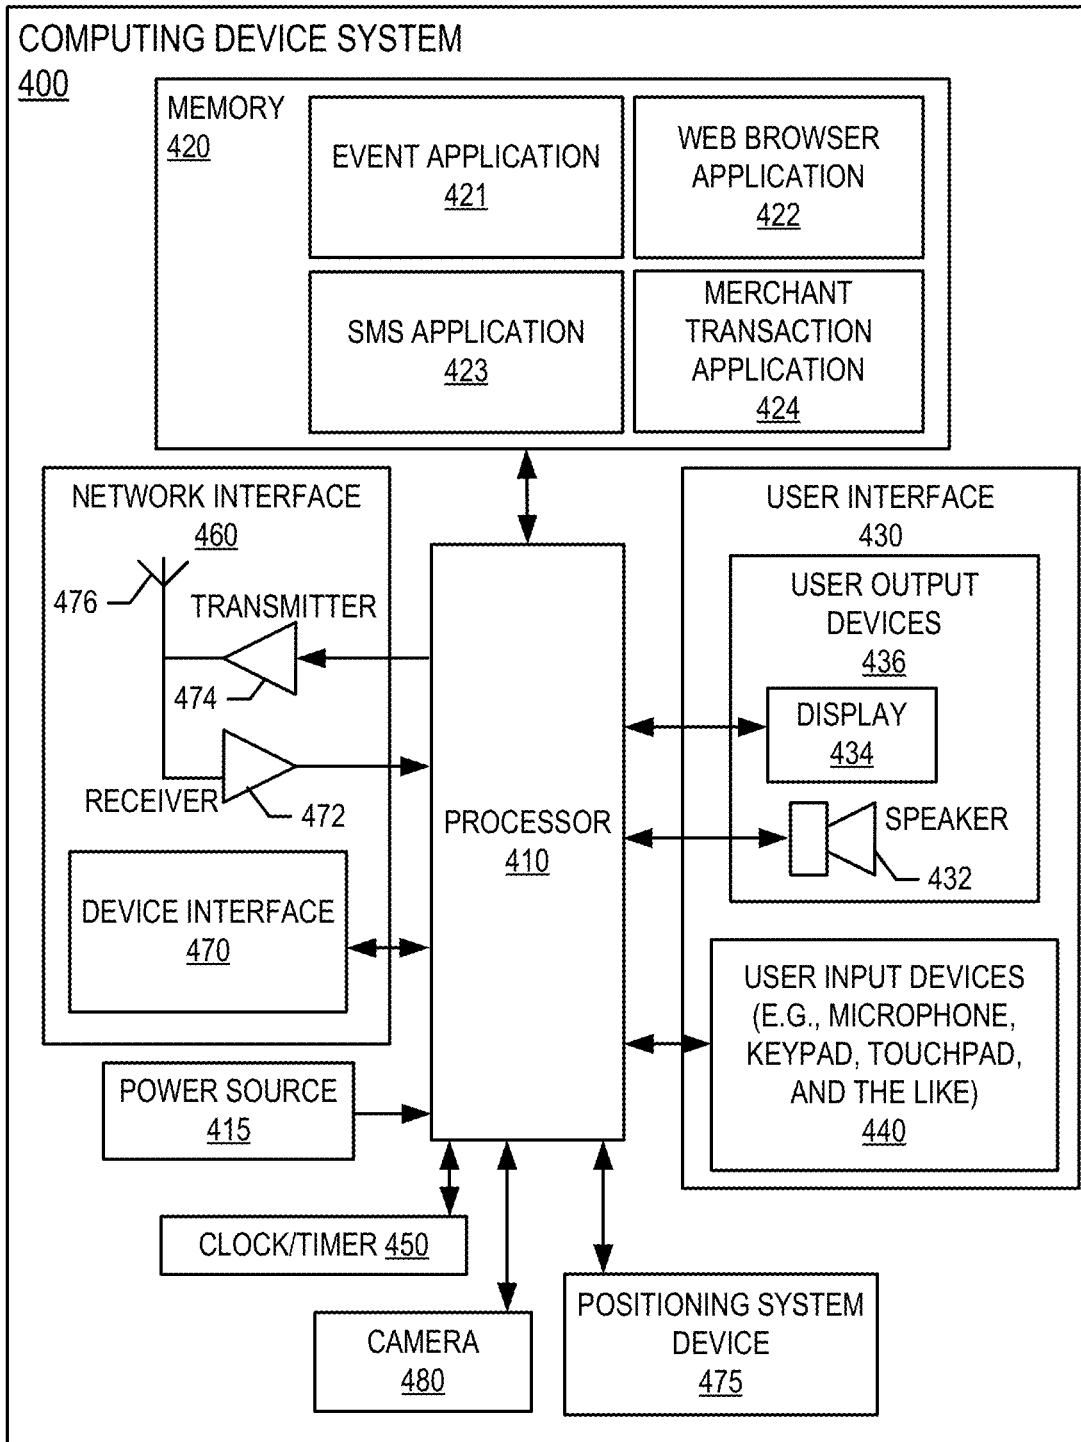 COMPUTING DEVICE SYSTEM
400
MEMORY
420
EVENT APPLICATION
421
WEB BROWSER
APPLICATION
422
SMS APPLICATION
423
MERCHANT
TRANSACTION
APPLICATION
424
NETWORK INTERFACE
460
476
TRANSMITTER
474
RECEIVER
472
DEVICE INTERFACE
470
PROCESSOR
410
USER INTERFACE
430
USER OUTPUT
DEVICES
436
DISPLAY
434
SPEAKER
432
USER INPUT DEVICES
(E.G., MICROPHONE,
KEYPAD, TOUCHPAD,
AND THE LIKE)
440
POWER SOURCE
415
CLOCK/TIMER 450
CAMERA
480
POSITIONING SYSTEM
DEVICE
475